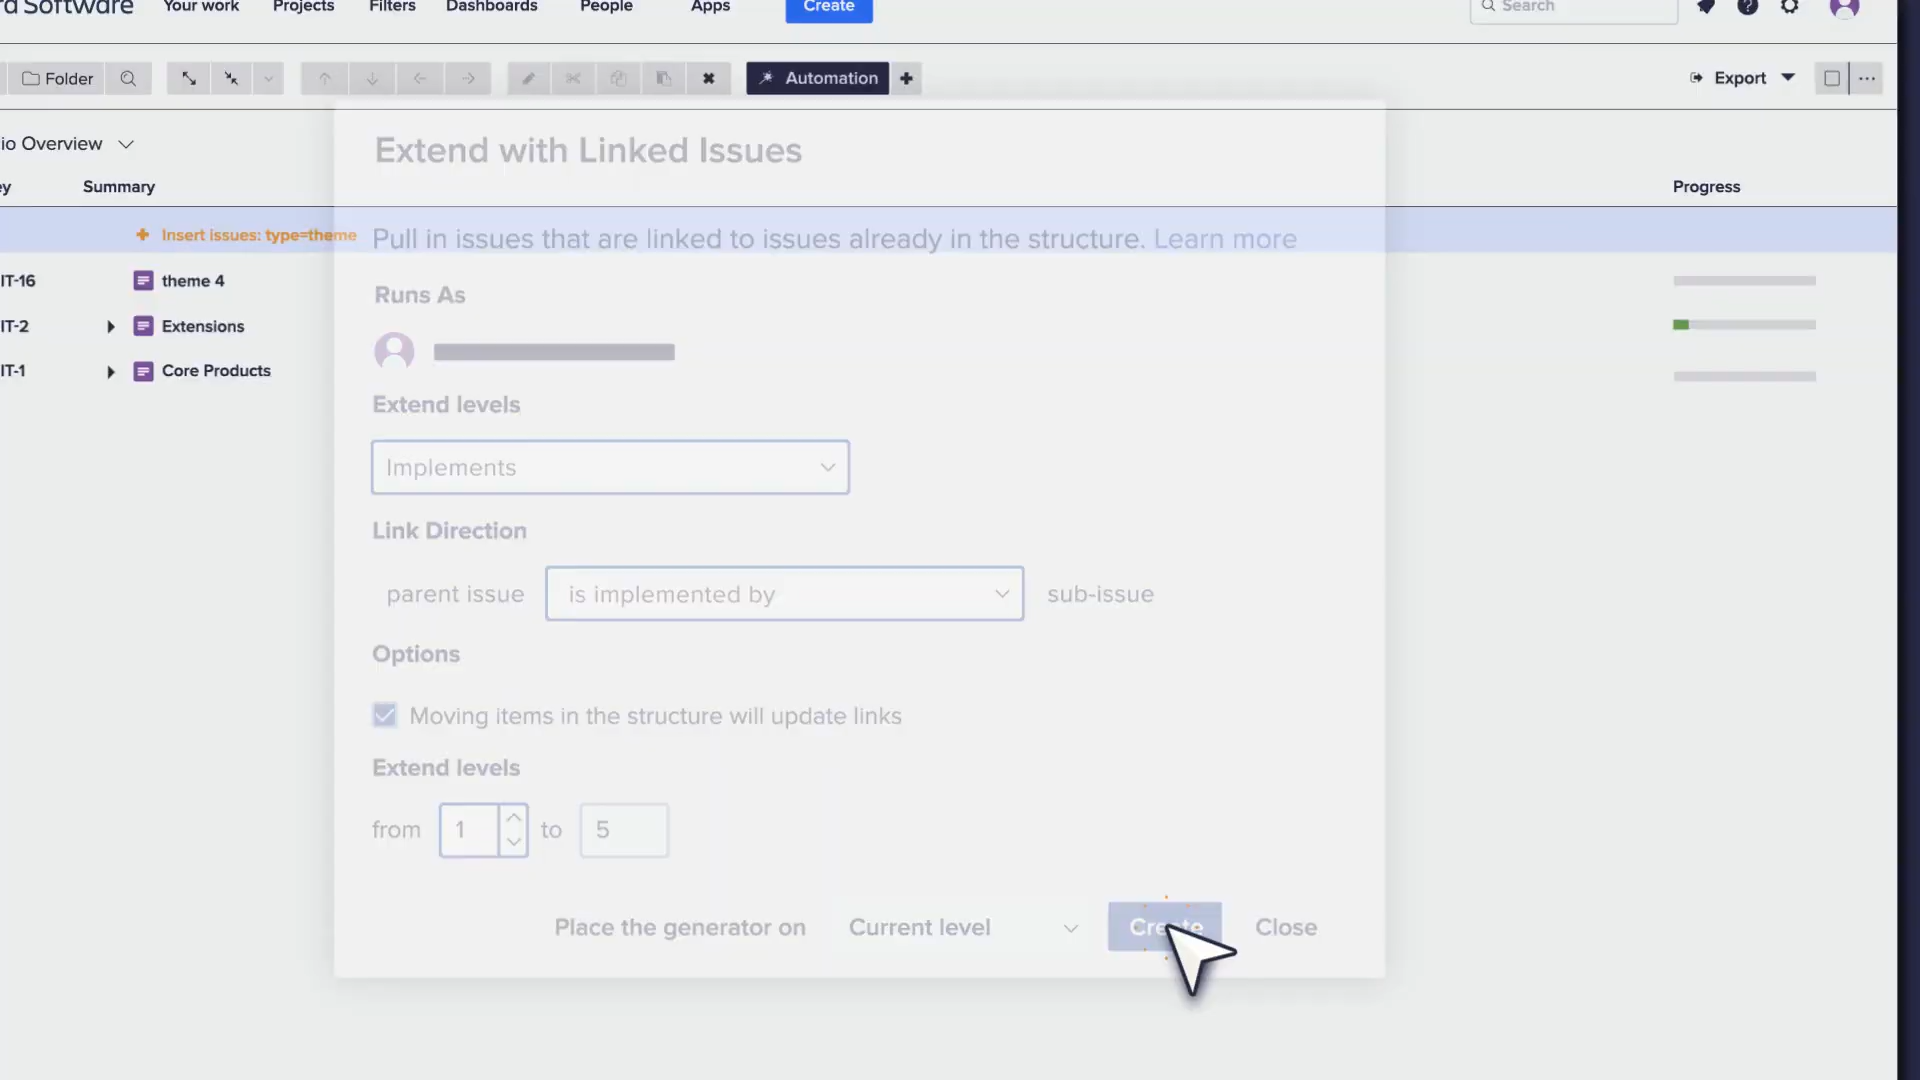 Software
Your work Projects Filters Dashboards People Apps Create Search
Folder Automation Export
Overview
Summary Progress
Insert issues: type=theme
IT-16 theme 4
IT-2 Extensions
IT-1 Core Products
Extend with Linked Issues
Pull in issues that are linked to issues already in the structure. Learn more
Runs As
Extend levels
Implements
Link Direction
parent issue is implemented by sub-issue
Options
Moving items in the structure will update links
Extend levels
from 1 to 5
Place the generator on Current level Create Close